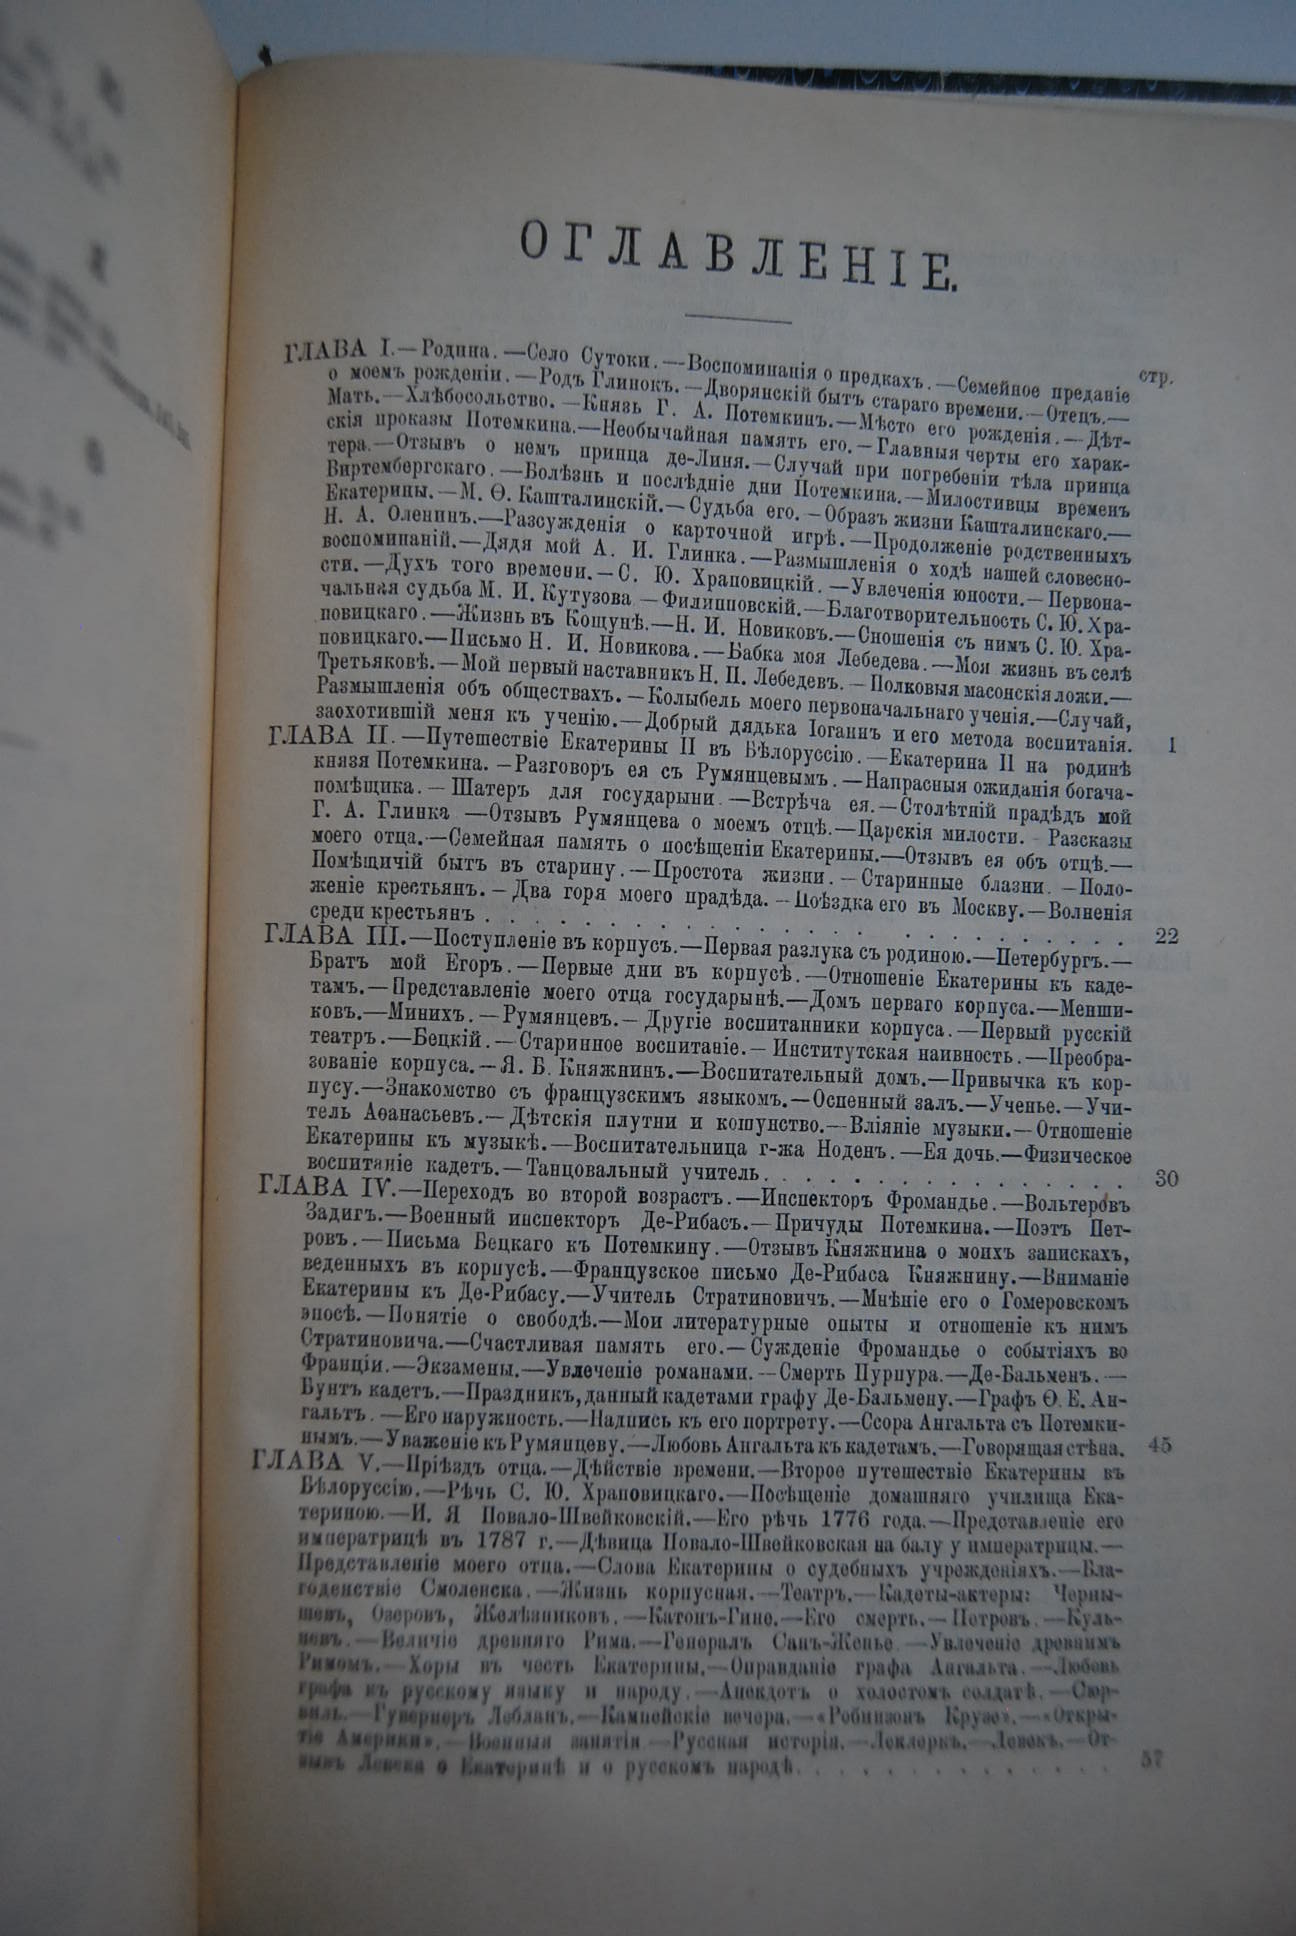 ОГЛАВЛЕНІЕ.
стр.
ГЛАВА I.—Родина.—Село Сутоки.—Воспоминанія о предкахъ.—Семейное преданіе
о моемъ рожденіи.—Родъ Глинокъ.—Дворянскій бытъ стараго времени.—Отецъ.—
Мать.—Хлѣбосольство.—Князь Г. А. Потемкинъ.—Мѣсто его рожденія.—Дѣт-
скія проказы Потемкина.—Необычайная память его.—Главныя черты его харак-
тера.—Отзывъ о немъ принца де-Линя.—Случай при погребеніи тѣла принца
Виртембергскаго.—Болѣзнь и послѣдніе дни Потемкина.—Милостивцы временъ
Екатерины.—М. Ѳ. Кашталинскій.—Судьба его.—Образъ жизни Кашталинскаго.—
Н. А. Оленинъ.—Разсужденія о карточной игрѣ.—Продолженіе родственныхъ
воспоминаній.—Дядя мой А. И. Глинка.—Размышленія о ходѣ нашей словесно-
сти.—Духъ того времени.—С. Ю. Храповицкій.—Увлеченія юности.—Первона-
чальная судьба М. И. Кутузова—Филипповскій.—Благотворительность С. Ю. Хра-
повицкаго.—Жизнь въ Кощунѣ.—Н. И. Новиковъ.—Сношенія съ нимъ С. Ю. Хра-
повицкаго.—Письмо Н. И. Новикова.—Бабка моя Лебедева.—Моя жизнь въ селѣ
Третьяковѣ.—Мой первый наставникъ Н. П. Лебедевъ.—Полковыя масонскія ложи.—
Размышленія объ обществахъ.—Колыбель моего первоначальнаго ученія.—Случай,
заохотившій меня къ ученію.—Добрый дядька Іоганнъ и его метода воспитанія. 1
ГЛАВА II.—Путешествіе Екатерины II въ Бѣлоруссію.—Екатерина II на родинѣ
князя Потемкина.—Разговоръ ея съ Румянцевымъ.—Напрасныя ожиданія богача-
помѣщика.—Шатеръ для государыни.—Встрѣча ея.—Столѣтній прадѣдъ мой
Г. А. Глинка—Отзывъ Румянцева о моемъ отцѣ.—Царскія милости.—Разсказы
моего отца.—Семейная память о посѣщеніи Екатерины.—Отзывъ ея объ отцѣ.—
Помѣщичій бытъ въ старину.—Простота жизни.—Старинные блазни.—Поло-
женіе крестьянъ.—Два горя моего прадѣда.—Поѣздка его въ Москву.—Волненія
среди крестьянъ . . . . . . . . . . . . . . . . . . . 22
ГЛАВА III.—Поступленіе въ корпусъ.—Первая разлука съ родиною.—Петербургъ.—
Братъ мой Егоръ.—Первые дни въ корпусѣ.—Отношеніе Екатерины къ каде-
тамъ.—Представленіе моего отца государынѣ.—Домъ перваго корпуса.—Менши-
ковъ.—Минихъ.—Румянцевъ.—Другіе воспитанники корпуса.—Первый русскій
театръ.—Бецкій.—Старинное воспитаніе.—Институтская наивность.—Преобра-
зованіе корпуса.—Я. Б. Княжнинъ.—Воспитательный домъ.—Привычка къ кор-
пусу.—Знакомство съ французскимъ языкомъ.—Оспенный залъ.—Ученье.—Учи-
тель Аѳанасьевъ.—Дѣтскія плутни и кощунство.—Вліяніе музыки.—Отношеніе
Екатерины къ музыкѣ.—Воспитательница г-жа Ноденъ.—Ея дочь.—Физическое
воспитаніе кадетъ.—Танцовальный учитель. . . . . . . . . . . . . . 30
ГЛАВА IV.—Переходъ во второй возрастъ.—Инспекторъ Фромандье.—Вольтеровъ
Задигъ.—Военный инспекторъ Де-Рибасъ.—Причуды Потемкина.—Поэтъ Пет-
ровъ.—Письма Бецкаго къ Потемкину.—Отзывъ Княжнина о моихъ запискахъ,
веденныхъ въ корпусѣ.—Французское письмо Де-Рибаса Княжнину.—Вниманіе
Екатерины къ Де-Рибасу.—Учитель Стратиновичъ.—Мнѣніе его о Гомеровскомъ
эпосѣ.—Понятіе о свободѣ.—Мои литературные опыты и отношеніе къ нимъ
Стратиновича.—Счастливая память его.—Сужденіе Фромандье о событіяхъ во
Франціи.—Экзамены.—Увлеченіе романами.—Смерть Пурпура.—Де-Бальменъ.—
Бунтъ кадетъ.—Праздникъ, данный кадетами графу Де-Бальмену.—Графъ Ѳ. Е. Ан-
гальтъ.—Его наружность.—Надпись къ его портрету.—Ссора Ангальта съ Потемки-
нымъ.—Уваженіе къ Румянцеву.—Любовь Ангальта къ кадетамъ.—Говорящая стѣна. 45
ГЛАВА V.—Пріѣздъ отца.—Дѣйствіе времени.—Второе путешествіе Екатерины въ
Бѣлоруссію.—Рѣчь С. Ю. Храповицкаго.—Посѣщеніе домашняго училища Ека-
териною.—И. Я Повало-Швейковскій.—Его рѣчь 1776 года.—Представленіе его
императрицѣ въ 1787 г.—Дѣвица Повало-Швейковская на балу у императрицы.—
Представленіе моего отца.—Слова Екатерины о судебныхъ учрежденіяхъ.—Бла-
годенствіе Смоленска.—Жизнь корпусная.—Театръ.—Кадеты-актеры: Черны-
шевъ, Озеровъ, Желѣзниковъ.—Катонъ-Гине.—Его смерть.—Петровъ.—Куль-
невъ.—Величіе древняго Рима.—Генералъ Санъ-Женье—Увлеченіе древнимъ
Римомъ.—Хоры въ честь Екатерины.—Оправданіе графа Ангальта.—Любовь
графа къ русскому языку и народу.—Анекдотъ о холостомъ солдатѣ.—Сюр-
виль.—Гувернеръ Лебланъ.—Кампейскіе вечера.—«Робинзонъ Крузе».—«Откры-
тіе Америки».—Военныя занятія—Русская исторія.—Леклеркъ.—Левекъ.—От-
зывъ Левека о Екатеринѣ и о русскомъ народѣ. . . . . . . . . . . . . 57